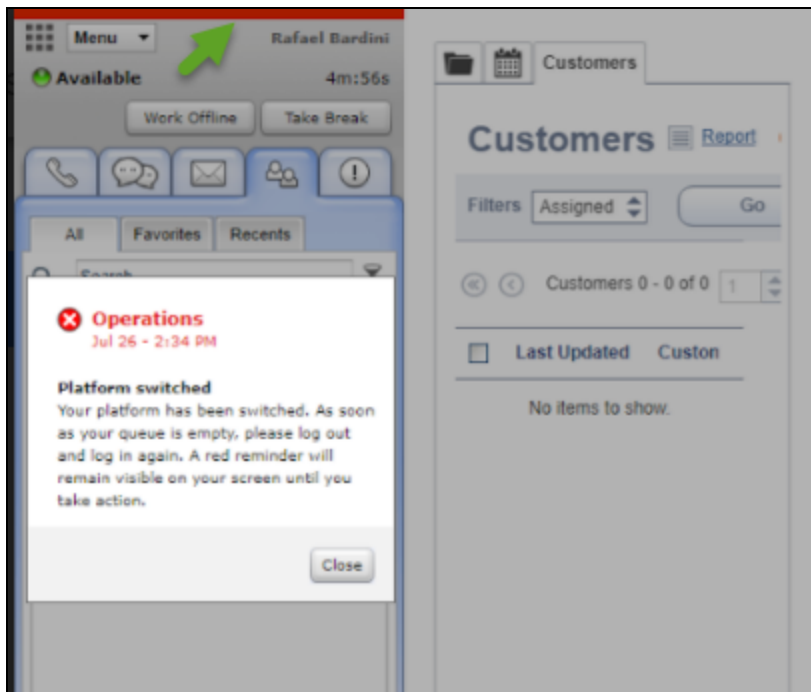 Menu
Rafael Bardini
Available
4m:56s
Work Offline
Take Break
All
Favorites
Recents
Search
Operations
Jul 26 - 2:34 PM
Platform switched
Your platform has been switched. As soon
as your queue is empty, please log out
and log in again. A red reminder will
remain visible on your screen until you
take action.
Close
Customers
Customers
Report
Filters
Assigned
Go
Customers 0 - 0 of 0
1
Last Updated
Custon
No items to show.